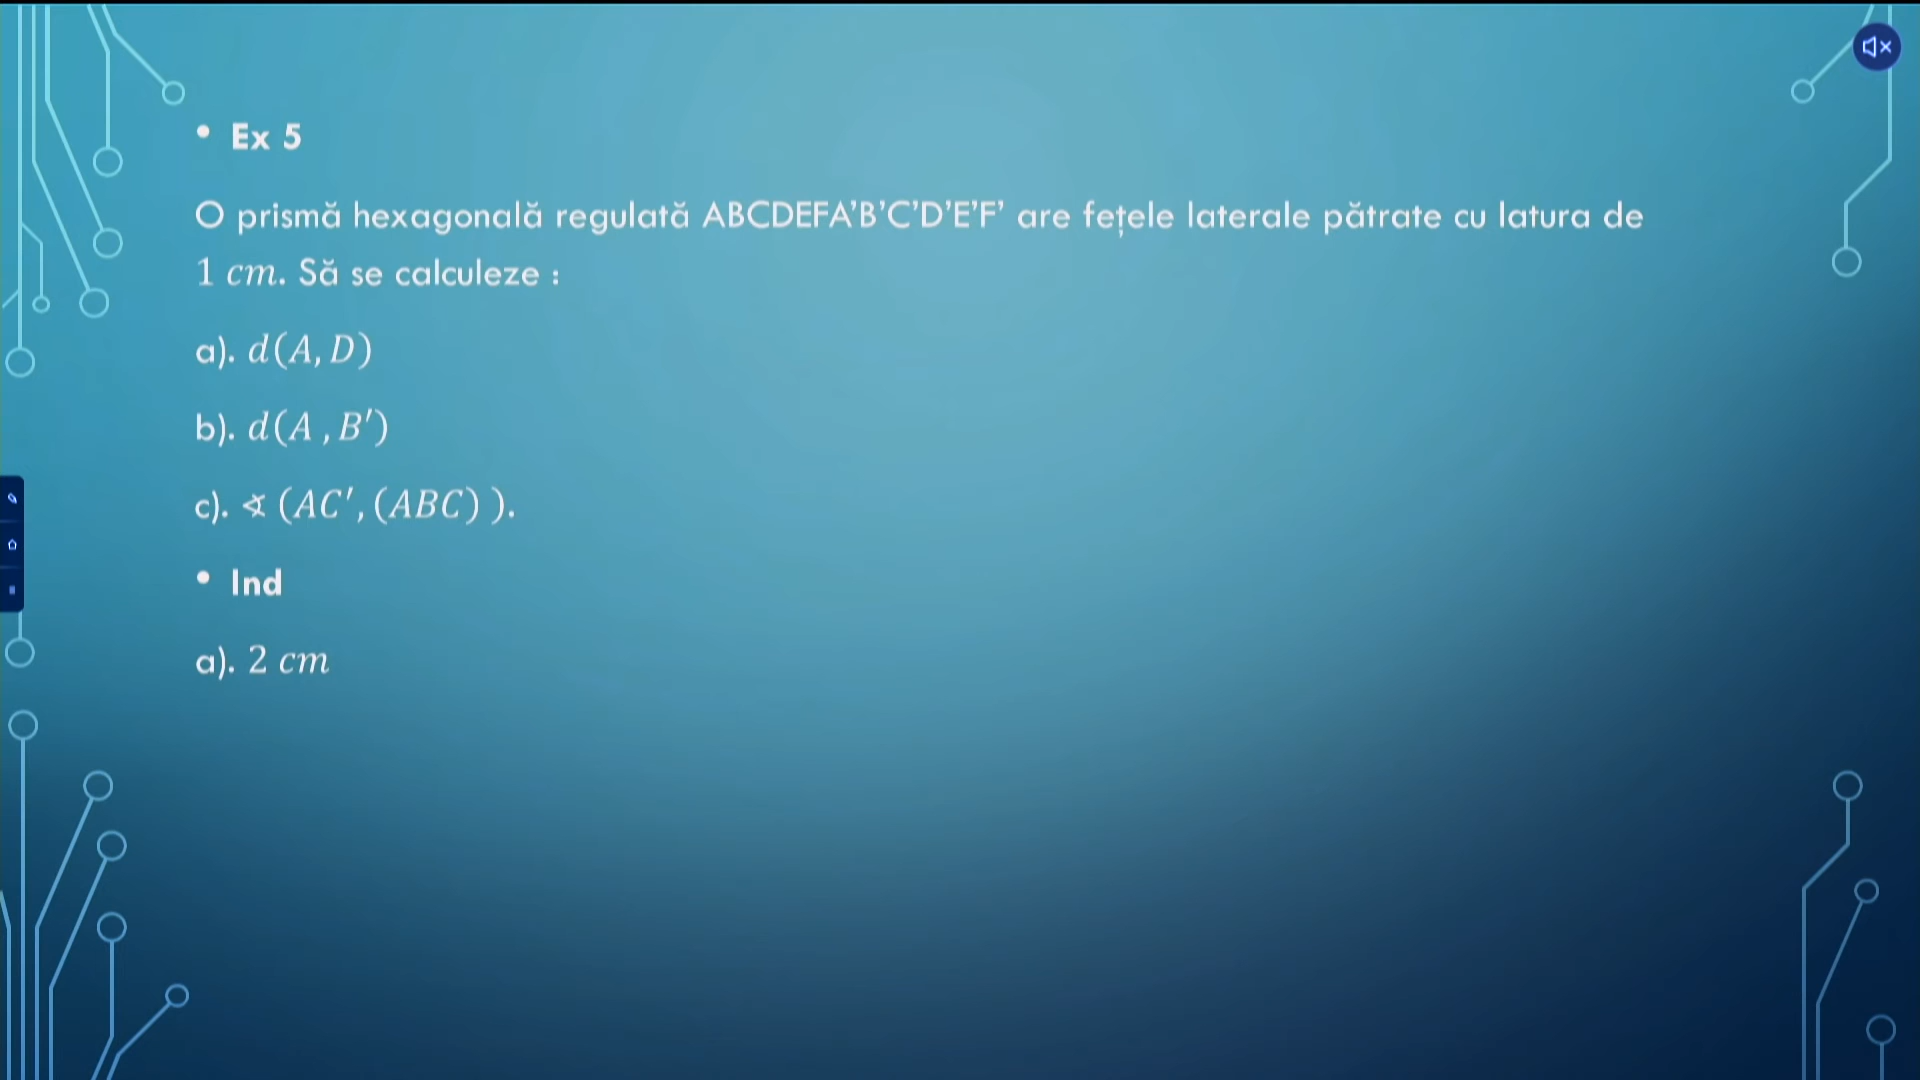 • Ex 5
O prismă hexagonală regulată ABCDEFA’B’C’D’E’F’ are fețele laterale pătrate cu latura de
1 cm. Să se calculeze :
a). d(A, D)
b). d(A , B′)
c). ∢ (AC′, (ABC) ).
• Ind
a). 2 cm